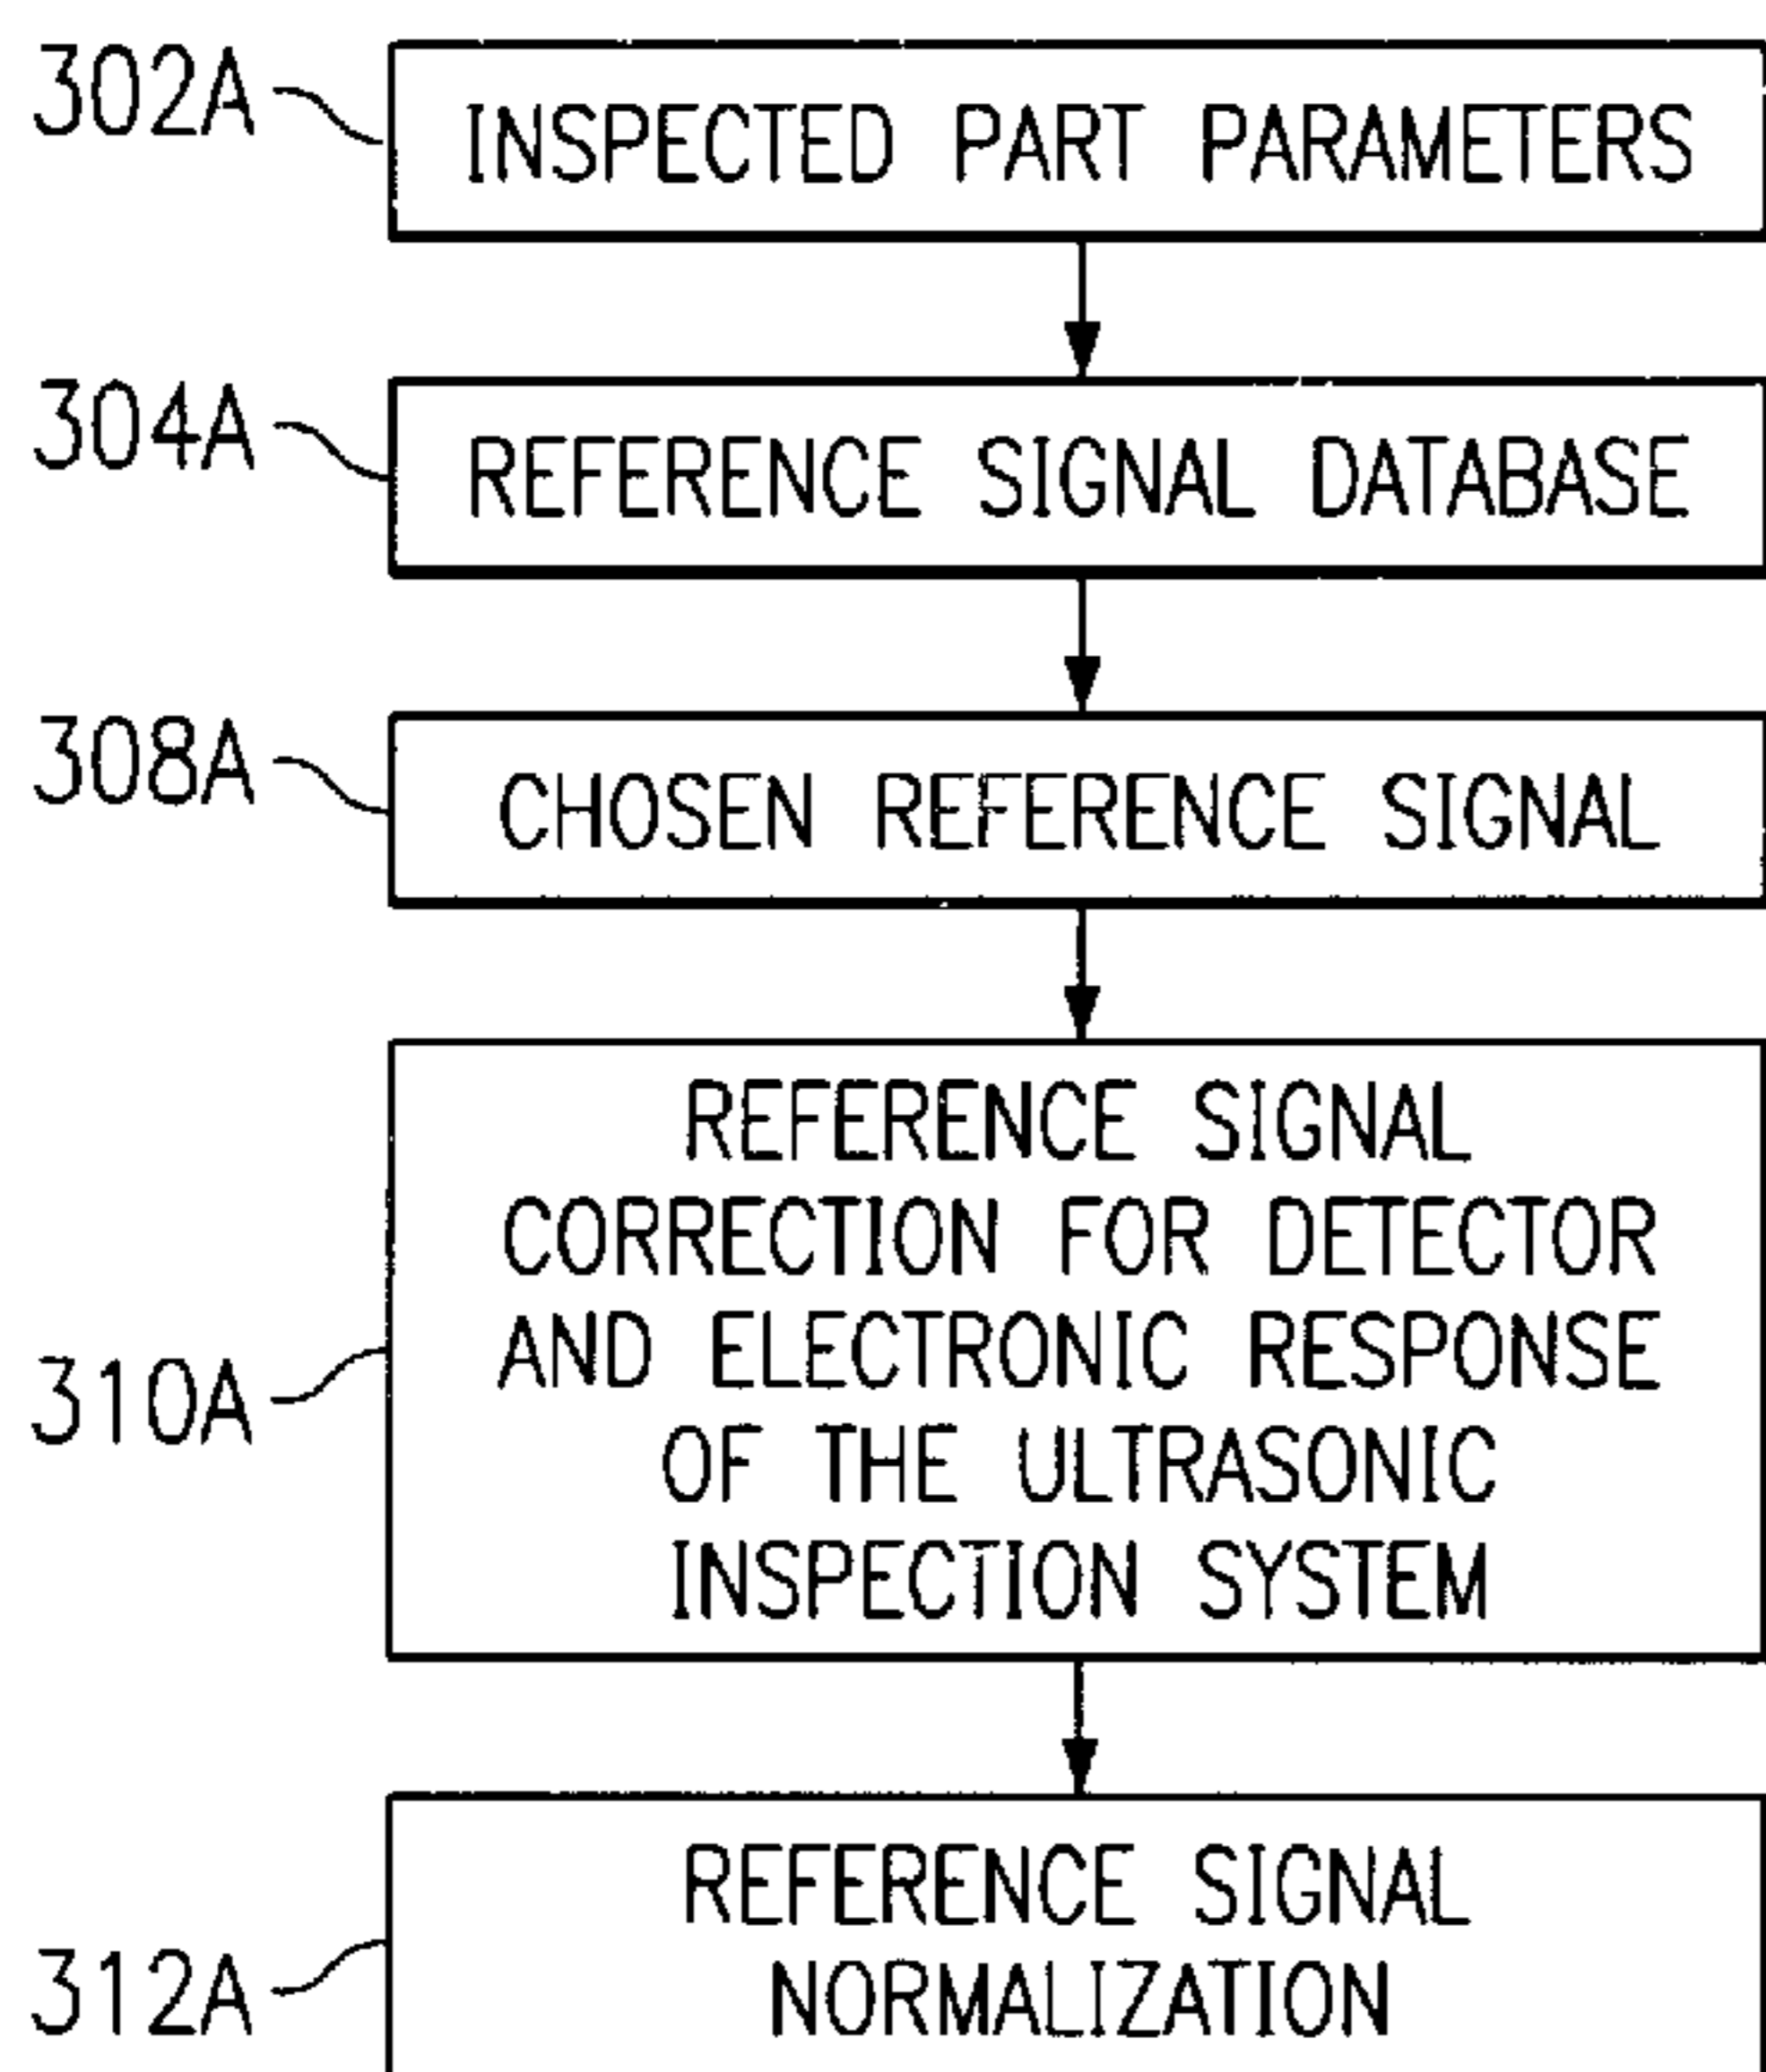 302A
INSPECTED PART PARAMETERS
304A
REFERENCE SIGNAL DATABASE
308A
CHOSEN REFERENCE SIGNAL
310A
REFERENCE SIGNAL
CORRECTION FOR DETECTOR
AND ELECTRONIC RESPONSE
OF THE ULTRASONIC
INSPECTION SYSTEM
312A
REFERENCE SIGNAL
NORMALIZATION